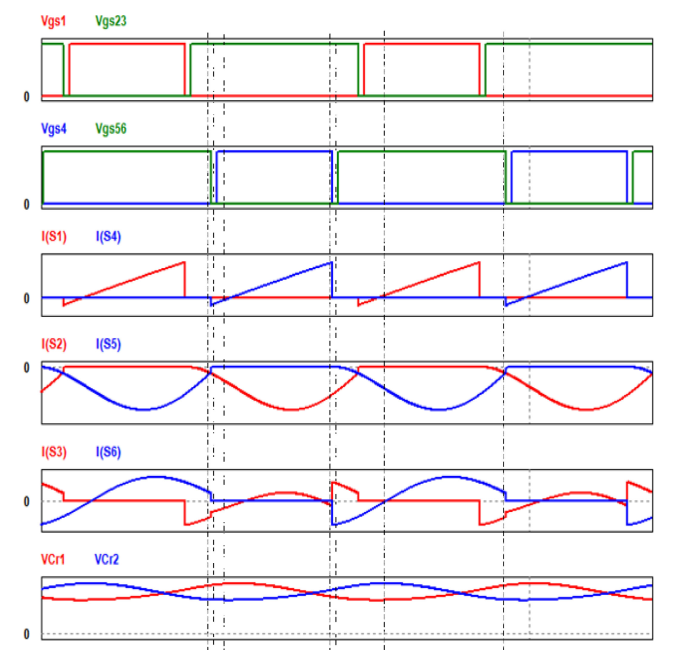 Vgs1 Vgs23
0
Vgs4 Vgs56
0
I(S1) I(S4)
0
I(S2) I(S5)
0
I(S3) I(S6)
0
VCr1 VCr2
0